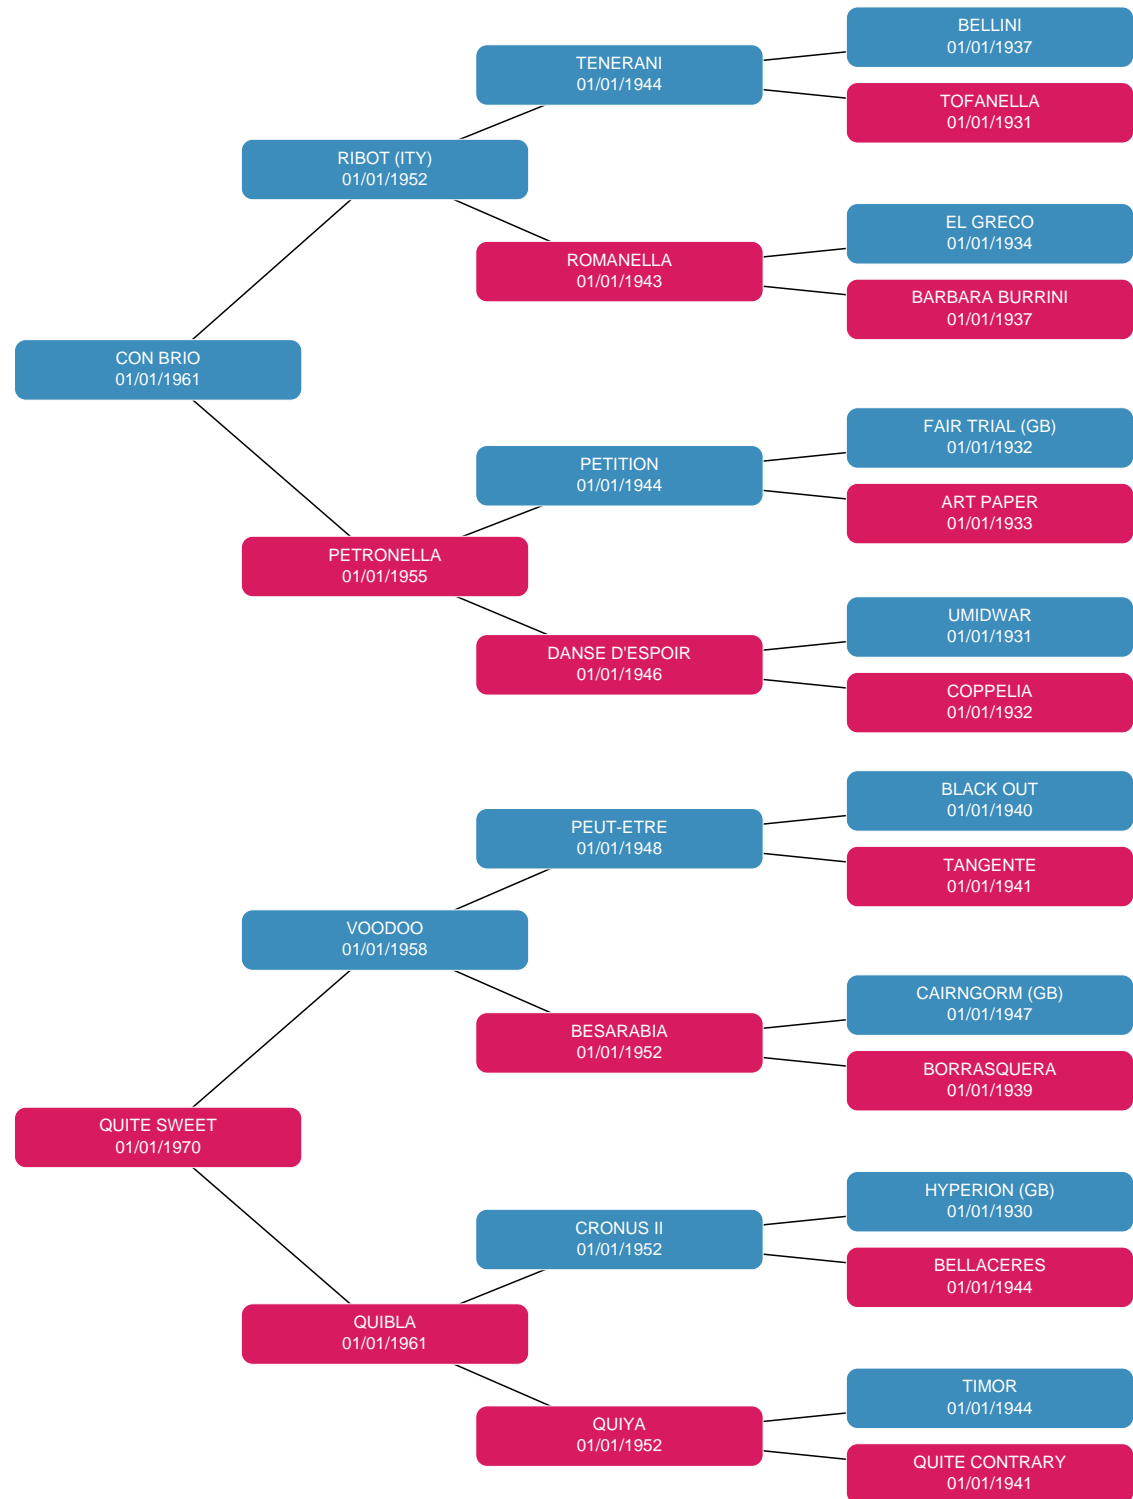 BELLINI
01/01/1937
TENERANI
01/01/1944
TOFANELLA
01/01/1931
RIBOT (ITY)
01/01/1952
EL GRECO
01/01/1934
ROMANELLA
01/01/1943
BARBARA BURRINI
01/01/1937
CON BRIO
01/01/1961
FAIR TRIAL (GB)
01/01/1932
PETITION
01/01/1944
ART PAPER
01/01/1933
PETRONELLA
01/01/1955
UMIDWAR
01/01/1931
DANSE D'ESPOIR
01/01/1946
COPPELIA
01/01/1932
BLACK OUT
01/01/1940
PEUT-ETRE
01/01/1948
TANGENTE
01/01/1941
VOODOO
01/01/1958
CAIRNGORM (GB)
01/01/1947
BESARABIA
01/01/1952
BORRASQUERA
01/01/1939
QUITE SWEET
01/01/1970
HYPERION (GB)
01/01/1930
CRONUS II
01/01/1952
BELLACERES
01/01/1944
QUIBLA
01/01/1961
TIMOR
01/01/1944
QUIYA
01/01/1952
QUITE CONTRARY
01/01/1941